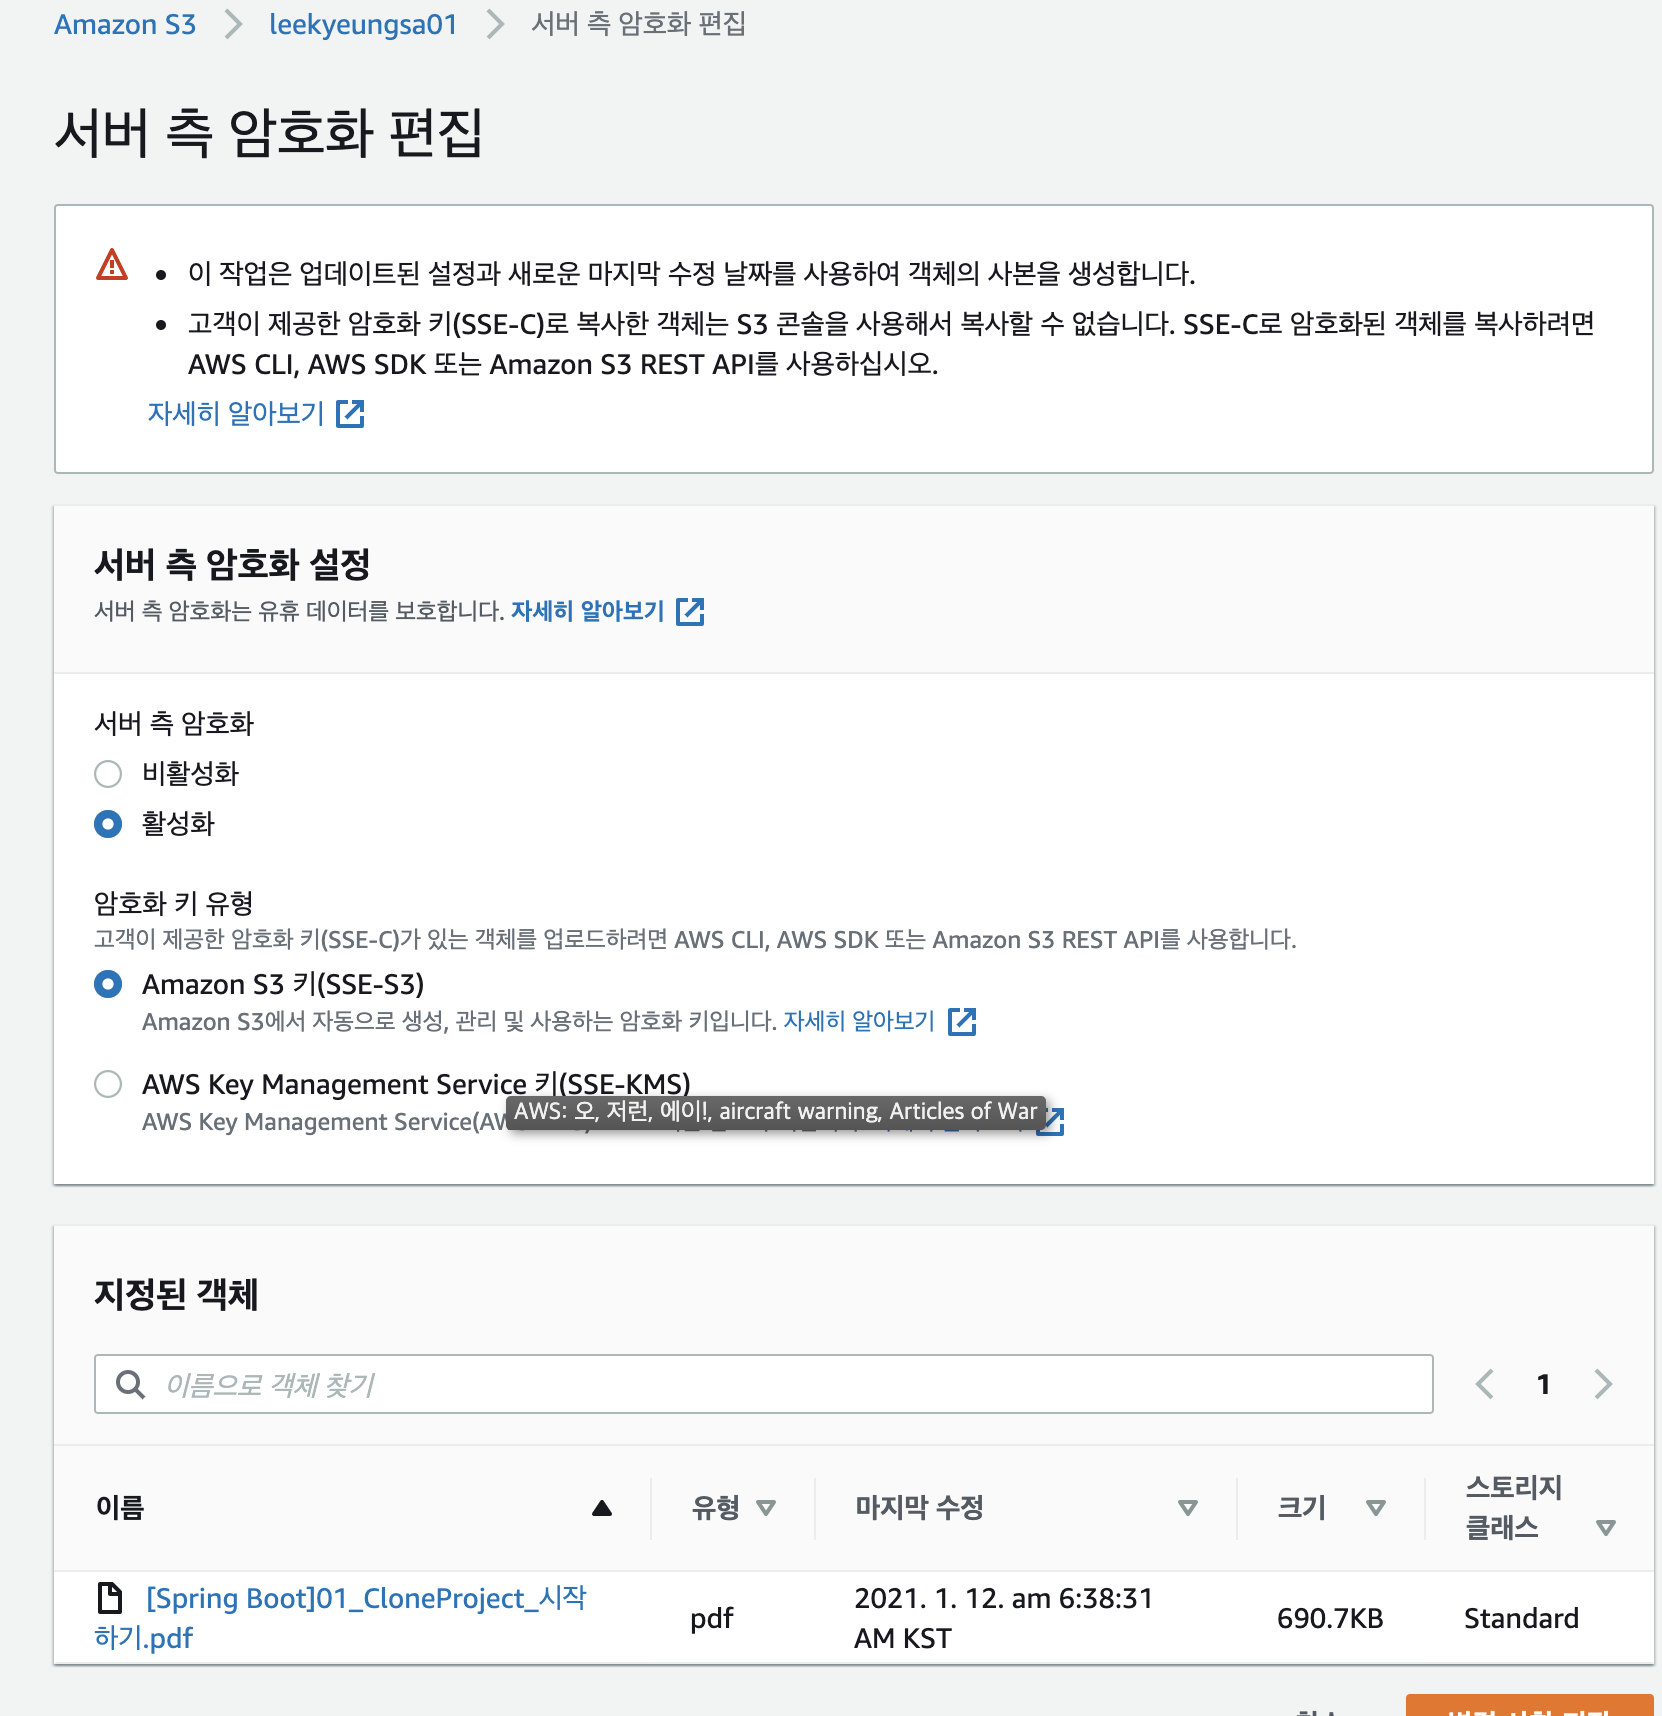 Amazon S3 > leekyeungsa01 > 서버 측 암호화 편집
서버 측 암호화 편집
• 이 작업은 업데이트된 설정과 새로운 마지막 수정 날짜를 사용하여 객체의 사본을 생성합니다.
• 고객이 제공한 암호화 키(SSE-C)로 복사한 객체는 S3 콘솔을 사용해서 복사할 수 없습니다. SSE-C로 암호화된 객체를 복사하려면
AWS CLI, AWS SDK 또는 Amazon S3 REST API를 사용하십시오.
자세히 알아보기
서버 측 암호화 설정
서버 측 암호화는 유휴 데이터를 보호합니다. 자세히 알아보기
서버 측 암호화
비활성화
활성화
암호화 키 유형
고객이 제공한 암호화 키(SSE-C)가 있는 객체를 업로드하려면 AWS CLI, AWS SDK 또는 Amazon S3 REST API를 사용합니다.
Amazon S3 키(SSE-S3)
Amazon S3에서 자동으로 생성, 관리 및 사용하는 암호화 키입니다. 자세히 알아보기
AWS Key Management Service 키(SSE-KMS)
AWS: 오, 저런, 에이!, aircraft warning, Articles of War
AWS Key Management Service
지정된 객체
이름으로 객체 찾기
1
이름 유형 마지막 수정 크기 스토리지
클래스
[Spring Boot]01_CloneProject_시작
하기.pdf
pdf
2021. 1. 12. am 6:38:31
AM KST
690.7KB
Standard